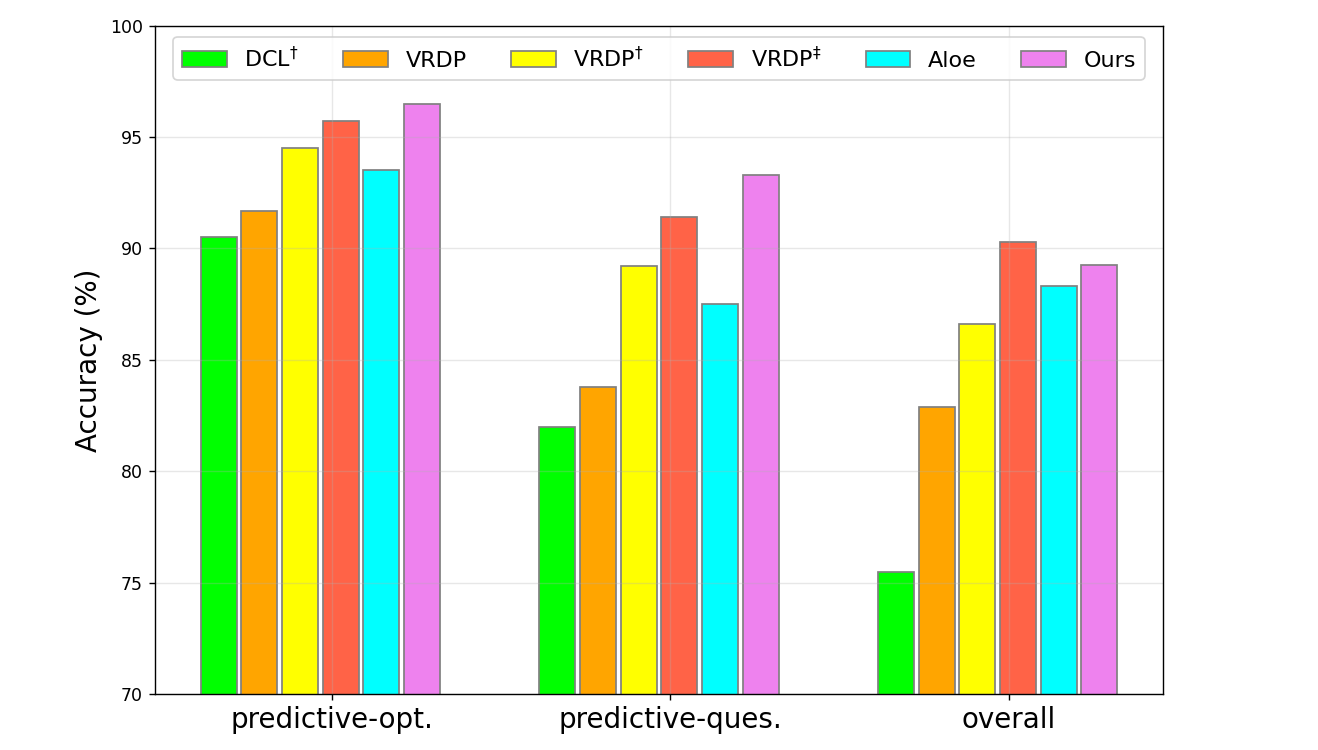 DCL† VRDP VRDP† VRDP‡ Aloe Ours
100
95
90
85
80
75
70
Accuracy (%)
predictive-opt. predictive-ques. overall